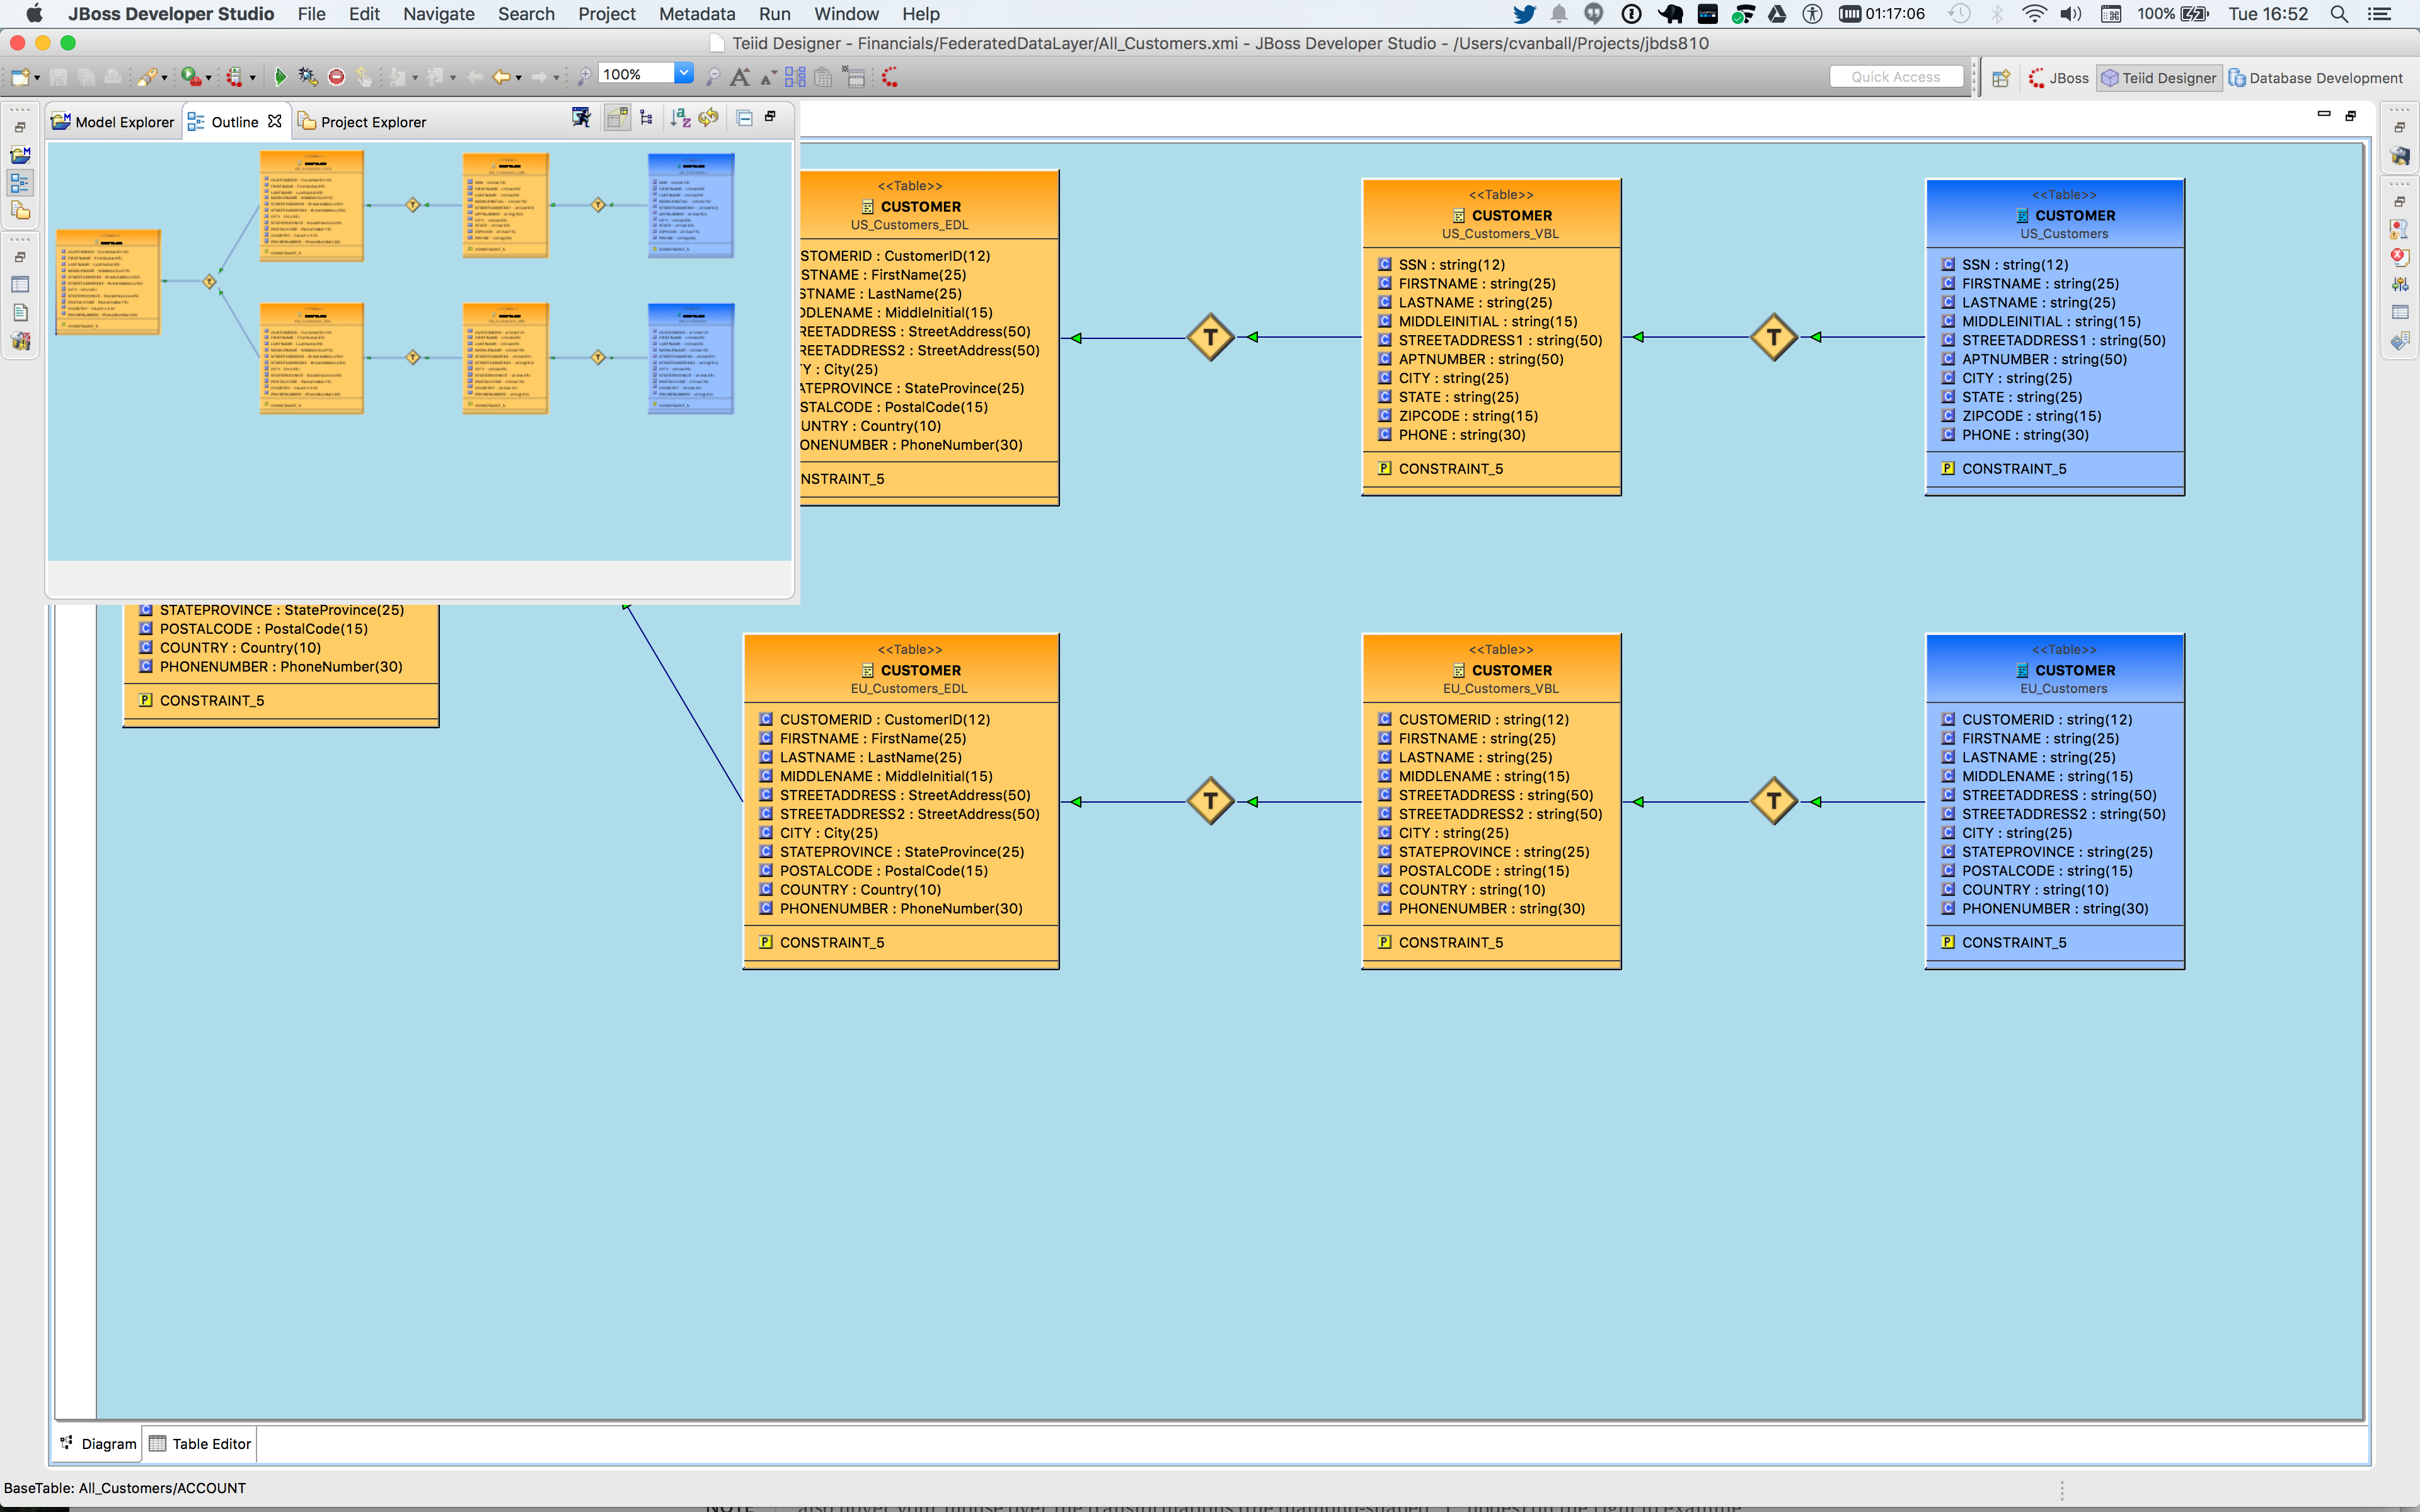 JBoss Developer Studio File Edit Navigate Search Project Metadata Run Window Help 01:17:06 100% Tue 16:52
Teiid Designer - Financials/FederatedDataLayer/All_Customers.xmi - JBoss Developer Studio - /Users/cvanball/Projects/jbds810
100% Quick Access JBoss Teiid Designer Database Development
Model Explorer Outline Project Explorer
<<Table>>
CUSTOMER
US_Customers_EDL
STOMERID : CustomerID(12)
STNAME : FirstName(25)
STNAME : LastName(25)
DDLENAME : MiddleInitial(15)
REETADDRESS : StreetAddress(50)
REETADDRESS2 : StreetAddress(50)
TY : City(25)
ATEPROVINCE : StateProvince(25)
STALCODE : PostalCode(15)
UNTRY : Country(10)
ONENUMBER : PhoneNumber(30)
NSTRAINT_5
T
<<Table>>
CUSTOMER
US_Customers_VBL
SSN : string(12)
FIRSTNAME : string(25)
LASTNAME : string(25)
MIDDLEINITIAL : string(15)
STREETADDRESS1 : string(50)
APTNUMBER : string(50)
CITY : string(25)
STATE : string(25)
ZIPCODE : string(15)
PHONE : string(30)
CONSTRAINT_5
T
<<Table>>
CUSTOMER
US_Customers
SSN : string(12)
FIRSTNAME : string(25)
LASTNAME : string(25)
MIDDLEINITIAL : string(15)
STREETADDRESS1 : string(50)
APTNUMBER : string(50)
CITY : string(25)
STATE : string(25)
ZIPCODE : string(15)
PHONE : string(30)
CONSTRAINT_5
STATEPROVINCE : StateProvince(25)
POSTALCODE : PostalCode(15)
COUNTRY : Country(10)
PHONENUMBER : PhoneNumber(30)
CONSTRAINT_5
<<Table>>
CUSTOMER
EU_Customers_EDL
CUSTOMERID : CustomerID(12)
FIRSTNAME : FirstName(25)
LASTNAME : LastName(25)
MIDDLENAME : MiddleInitial(15)
STREETADDRESS : StreetAddress(50)
STREETADDRESS2 : StreetAddress(50)
CITY : City(25)
STATEPROVINCE : StateProvince(25)
POSTALCODE : PostalCode(15)
COUNTRY : Country(10)
PHONENUMBER : PhoneNumber(30)
CONSTRAINT_5
T
<<Table>>
CUSTOMER
EU_Customers_VBL
CUSTOMERID : string(12)
FIRSTNAME : string(25)
LASTNAME : string(25)
MIDDLENAME : string(15)
STREETADDRESS : string(50)
STREETADDRESS2 : string(50)
CITY : string(25)
STATEPROVINCE : string(25)
POSTALCODE : string(15)
COUNTRY : string(10)
PHONENUMBER : string(30)
CONSTRAINT_5
T
<<Table>>
CUSTOMER
EU_Customers
CUSTOMERID : string(12)
FIRSTNAME : string(25)
LASTNAME : string(25)
MIDDLENAME : string(15)
STREETADDRESS : string(50)
STREETADDRESS2 : string(50)
CITY : string(25)
STATEPROVINCE : string(25)
POSTALCODE : string(15)
COUNTRY : string(10)
PHONENUMBER : string(30)
CONSTRAINT_5
Diagram Table Editor
BaseTable: All_Customers/ACCOUNT